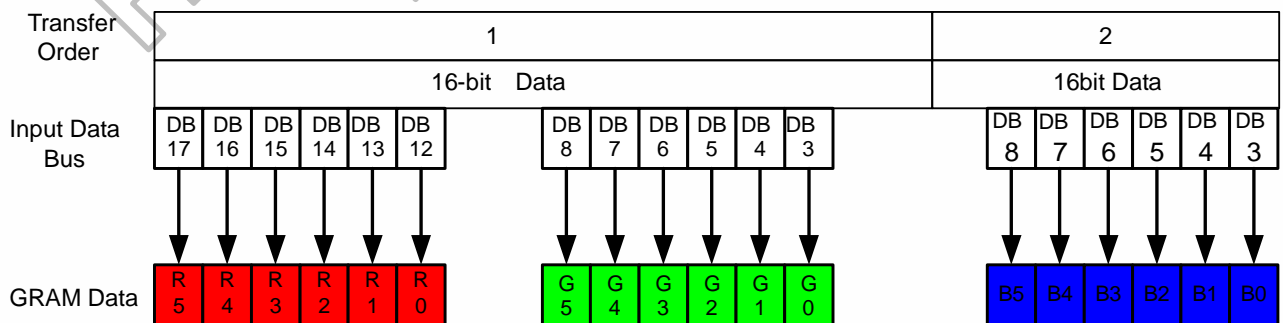 Transfer Order 1 2
16-bit Data 16bit Data
Input Data Bus DB 17 DB 16 DB 15 DB 14 DB 13 DB 12 DB 8 DB 7 DB 6 DB 5 DB 4 DB 3 DB 8 DB 7 DB 6 DB 5 DB 4 DB 3
GRAM Data R 5 R 4 R 3 R 2 R 1 R 0 G 5 G 4 G 3 G 2 G 1 G 0 B5 B4 B3 B2 B1 B0